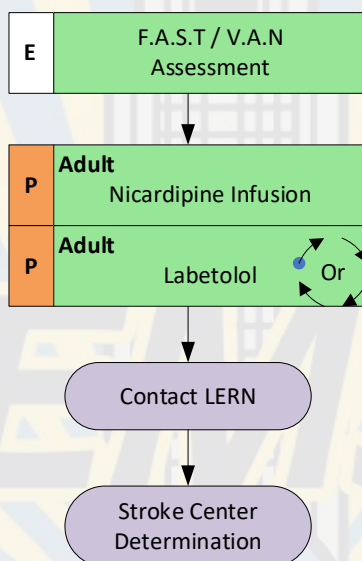 E
F.A.S.T / V.A.N
Assessment
P
Adult
Nicardipine Infusion
P
Adult
Labetolol
Or
Contact LERN
Stroke Center
Determination